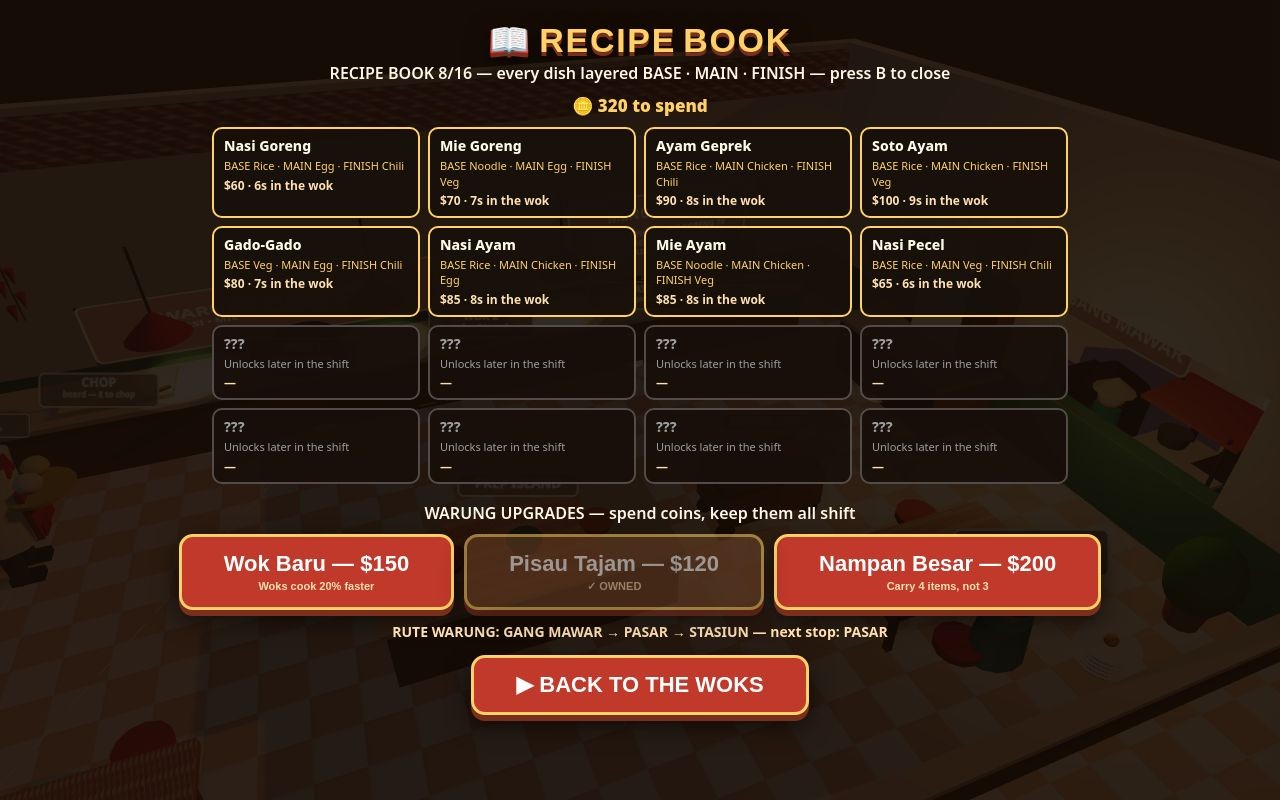 📖 RECIPE BOOK
RECIPE BOOK 8/16 — every dish layered BASE · MAIN · FINISH — press B to close
🪙 320 to spend
Nasi Goreng
BASE Rice · MAIN Egg · FINISH Chili
$60 · 6s in the wok
Mie Goreng
BASE Noodle · MAIN Egg · FINISH
Veg
$70 · 7s in the wok
Ayam Geprek
BASE Rice · MAIN Chicken · FINISH
Chili
$90 · 8s in the wok
Soto Ayam
BASE Rice · MAIN Chicken · FINISH
Veg
$100 · 9s in the wok
Gado-Gado
BASE Veg · MAIN Egg · FINISH Chili
$80 · 7s in the wok
Nasi Ayam
BASE Rice · MAIN Chicken · FINISH
Egg
$85 · 8s in the wok
Mie Ayam
BASE Noodle · MAIN Chicken ·
FINISH Veg
$85 · 8s in the wok
Nasi Pecel
BASE Rice · MAIN Veg · FINISH Chili
$65 · 6s in the wok
???
Unlocks later in the shift
—
???
Unlocks later in the shift
—
???
Unlocks later in the shift
—
???
Unlocks later in the shift
—
???
Unlocks later in the shift
—
???
Unlocks later in the shift
—
???
Unlocks later in the shift
—
???
Unlocks later in the shift
—
CHOP
board — E to chop
PREP ISLAND
WARUNG UPGRADES — spend coins, keep them all shift
Wok Baru — $150
Woks cook 20% faster
Pisau Tajam — $120
✓ OWNED
Nampan Besar — $200
Carry 4 items, not 3
RUTE WARUNG: GANG MAWAR → PASAR → STASIUN — next stop: PASAR
▶ BACK TO THE WOKS